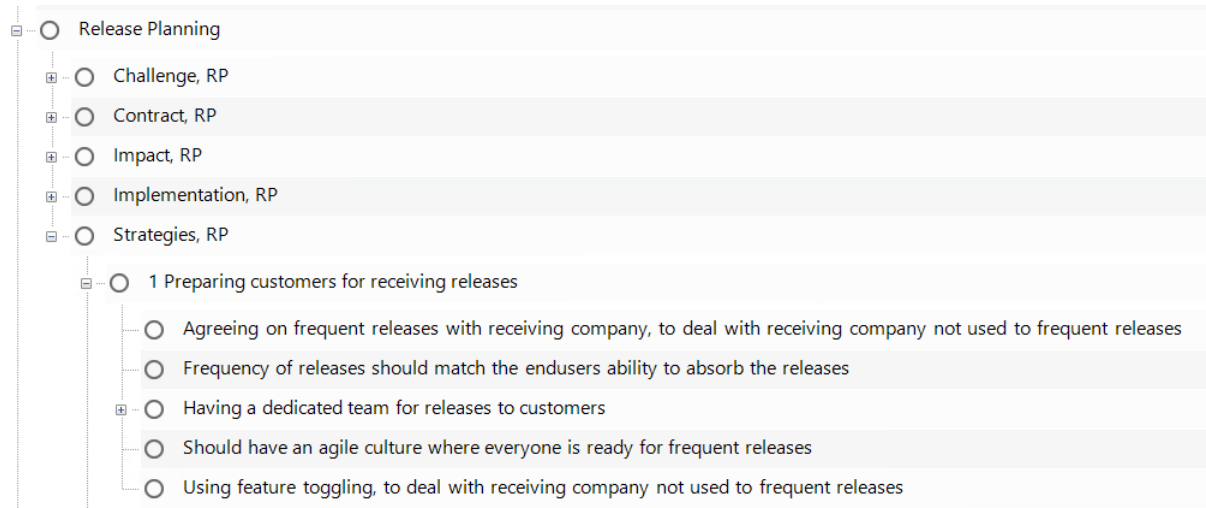 Release Planning
Challenge, RP
Contract, RP
Impact, RP
Implementation, RP
Strategies, RP
1 Preparing customers for receiving releases
Agreeing on frequent releases with receiving company, to deal with receiving company not used to frequent releases
Frequency of releases should match the endusers ability to absorb the releases
Having a dedicated team for releases to customers
Should have an agile culture where everyone is ready for frequent releases
Using feature toggling, to deal with receiving company not used to frequent releases